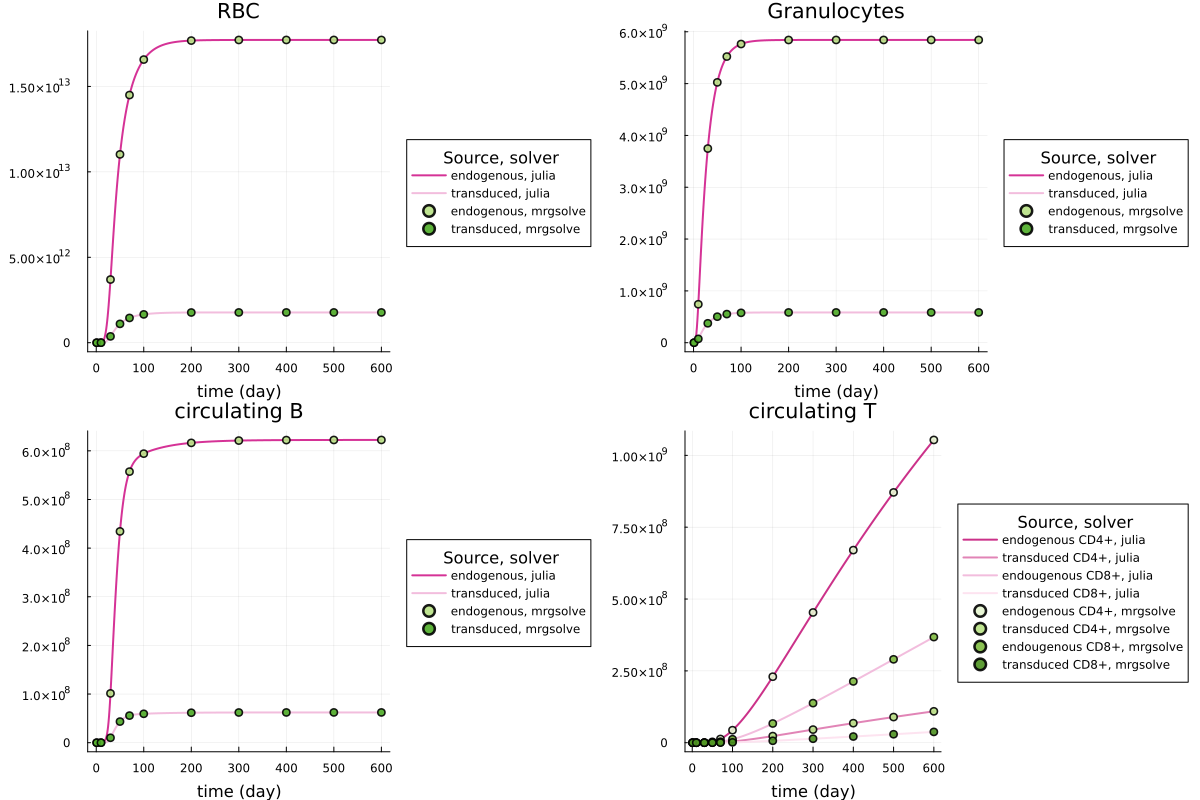 RBC
1.50×10¹³
1.00×10¹³
5.00×10¹²
0
0 100 200 300 400 500 600
time (day)
Source, solver
endogenous, julia
transduced, julia
endogenous, mrgsolve
transduced, mrgsolve
Granulocytes
6.0×10⁹
5.0×10⁹
4.0×10⁹
3.0×10⁹
2.0×10⁹
1.0×10⁹
0
0 100 200 300 400 500 600
time (day)
Source, solver
endogenous, julia
transduced, julia
endogenous, mrgsolve
transduced, mrgsolve
circulating B
6.0×10⁸
5.0×10⁸
4.0×10⁸
3.0×10⁸
2.0×10⁸
1.0×10⁸
0
0 100 200 300 400 500 600
time (day)
Source, solver
endogenous, julia
transduced, julia
endogenous, mrgsolve
transduced, mrgsolve
circulating T
1.00×10⁹
7.50×10⁸
5.00×10⁸
2.50×10⁸
0
0 100 200 300 400 500 600
time (day)
Source, solver
endogenous CD4+, julia
transduced CD4+, julia
endougenous CD8+, julia
transduced CD8+, julia
endogenous CD4+, mrgsolve
transduced CD4+, mrgsolve
endougenous CD8+, mrgsolve
transduced CD8+, mrgsolve